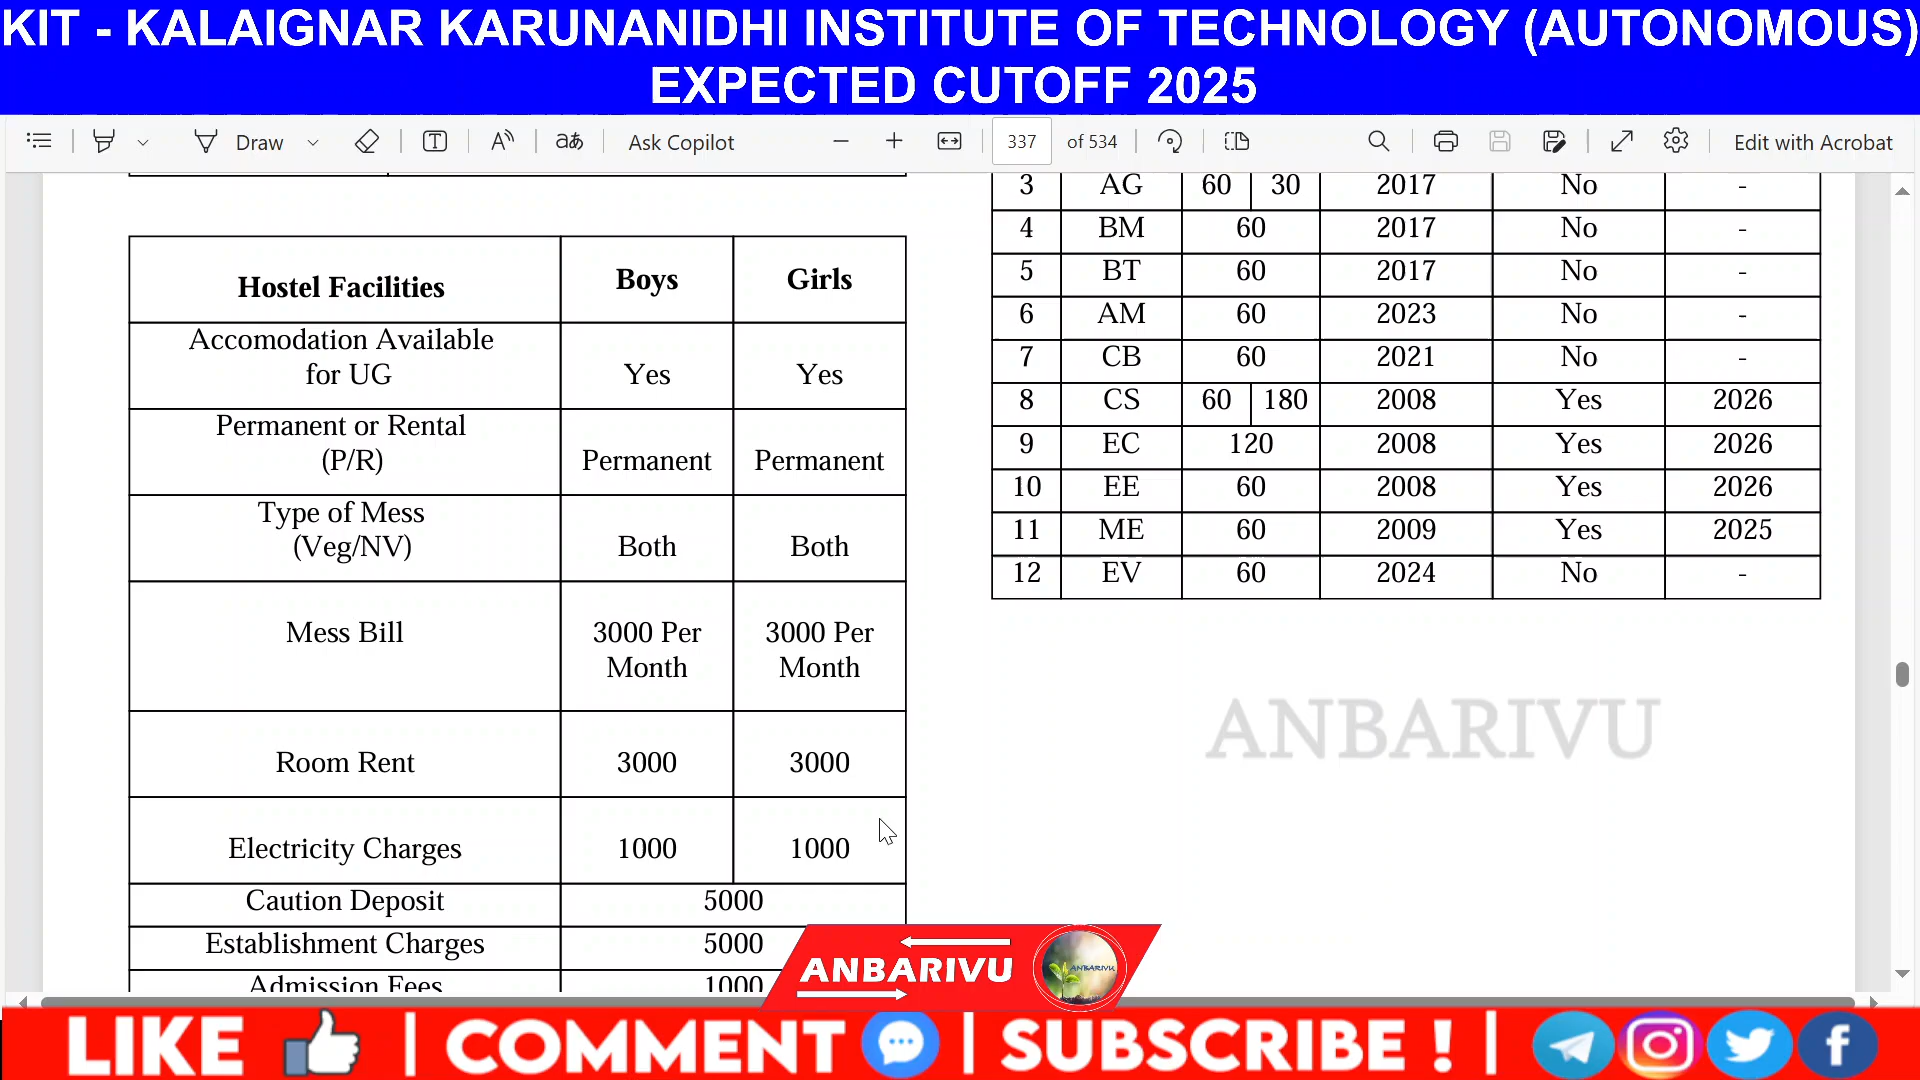 KIT - KALAIGNAR KARUNANIDHI INSTITUTE OF TECHNOLOGY (AUTONOMOUS)
EXPECTED CUTOFF 2025
Draw Ask Copilot 337 of 534 Edit with Acrobat
Hostel Facilities Boys Girls
Accomodation Available
for UG Yes Yes
Permanent or Rental
(P/R) Permanent Permanent
Type of Mess
(Veg/NV) Both Both
Mess Bill 3000 Per 3000 Per
Month Month
Room Rent 3000 3000
Electricity Charges 1000 1000
Caution Deposit 5000
Establishment Charges 5000
Admission Fees 1000
3 AG 60 30 2017 No -
4 BM 60 2017 No -
5 BT 60 2017 No -
6 AM 60 2023 No -
7 CB 60 2021 No -
8 CS 60 180 2008 Yes 2026
9 EC 120 2008 Yes 2026
10 EE 60 2008 Yes 2026
11 ME 60 2009 Yes 2025
12 EV 60 2024 No -
ANBARIVU
ANBARIVU
ANBARIVU
LIKE | COMMENT | SUBSCRIBE ! |